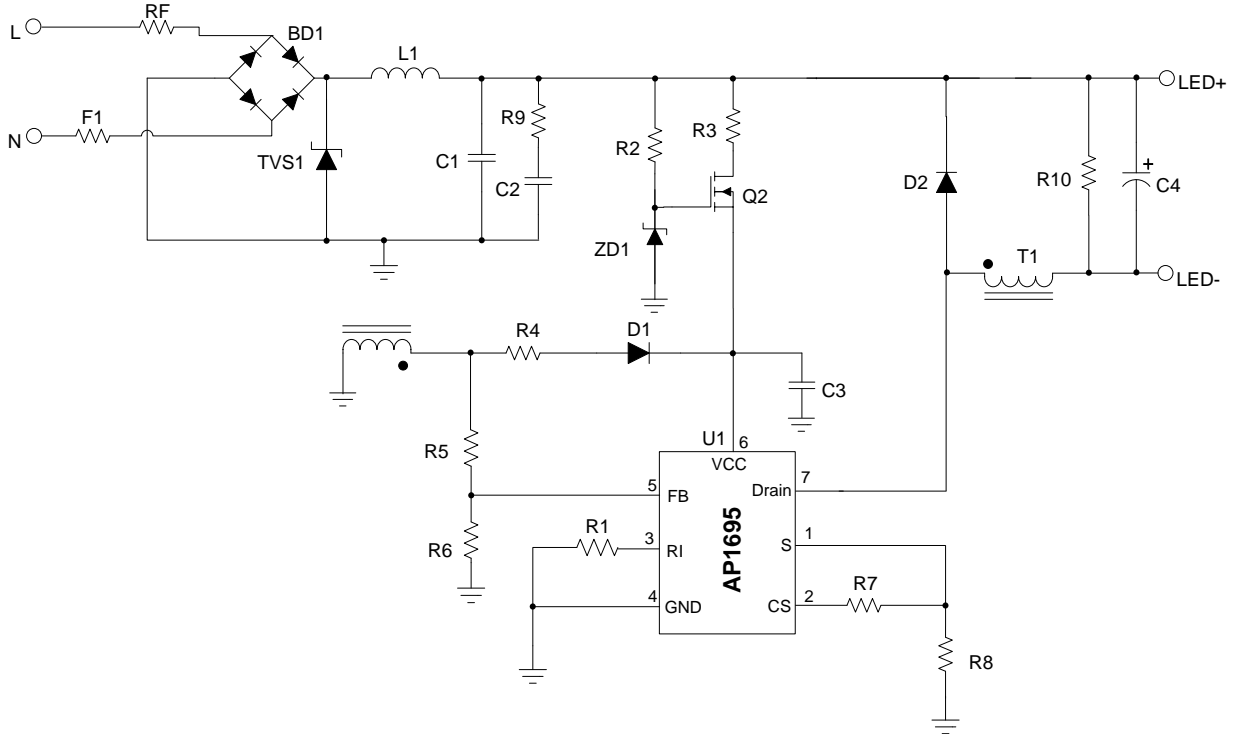 RF
L
BD1
L1
LED+
F1
N
R9
R3
R2
TVS1
C1
C2
D2
R10
+
C4
Q2
ZD1
T1
LED-
R4
D1
C3
U1
6
VCC
R5
5
FB
Drain
7
R6
R1
3
RI
AP1695
S
1
4
GND
CS
2
R7
R8